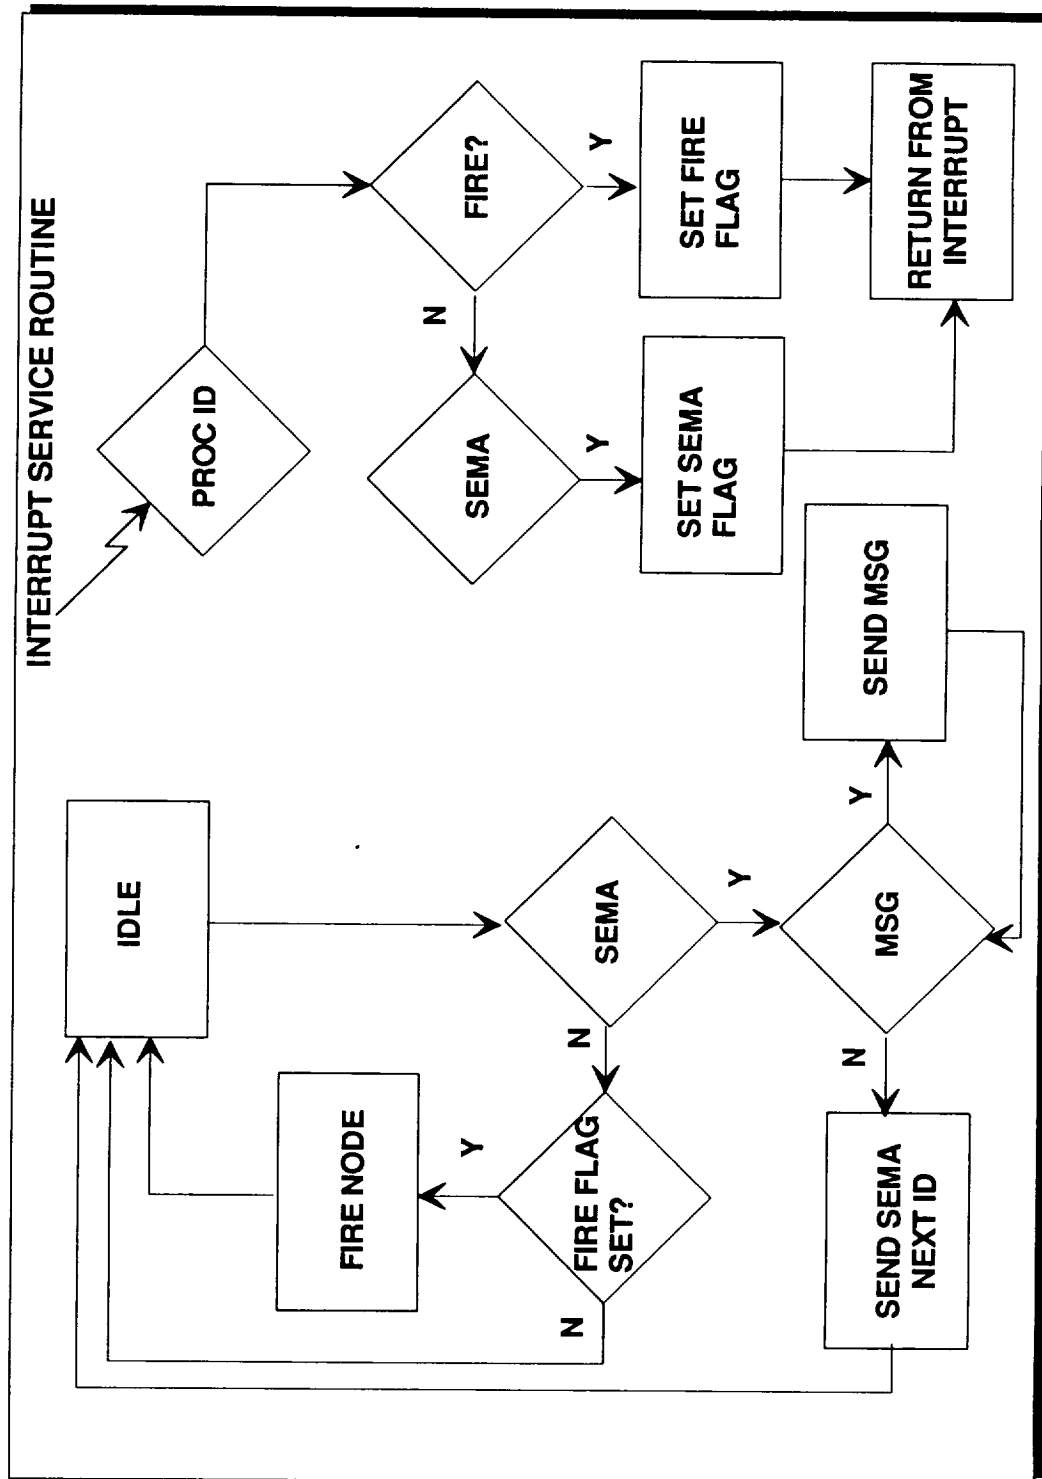 INTERRUPT SERVICE ROUTINE
IDLE
PROC ID
FIRE NODE
FIRE?
N
Y
SEMA
Y
SET FIRE
FLAG
SET SEMA
FLAG
RETURN FROM
INTERRUPT
SEMA
N
Y
FIRE FLAG
SET?
Y
N
MSG
Y
N
SEND MSG
SEND SEMA
NEXT ID